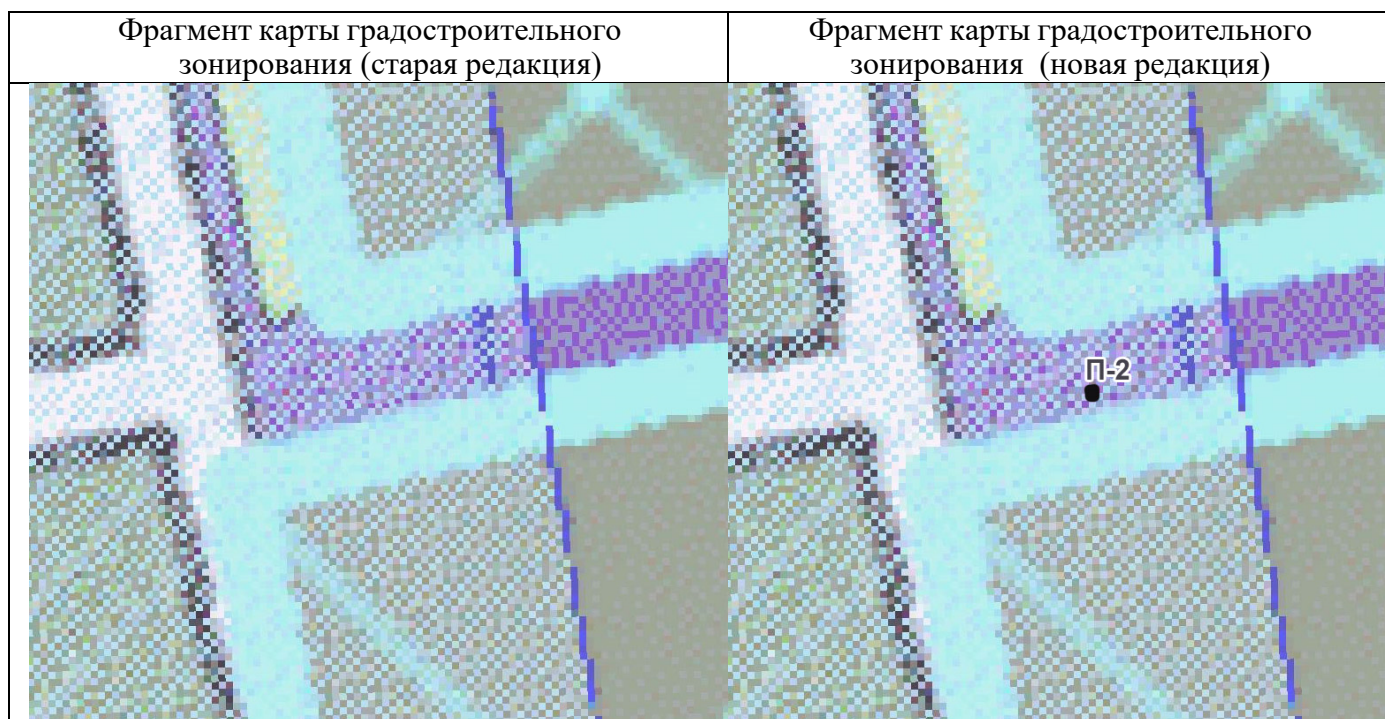 Фрагмент карты градостроительного
зонирования (старая редакция)
Фрагмент карты градостроительного
зонирования (новая редакция)
П-2